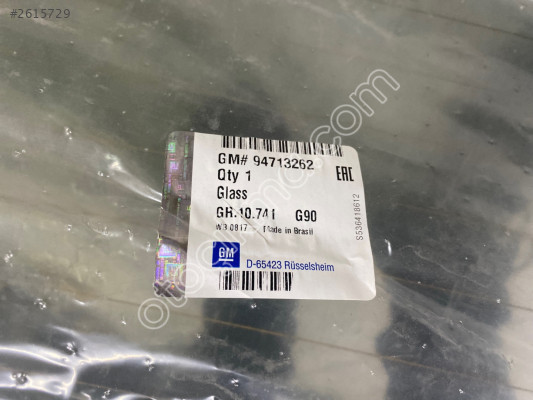 #2615729
GM# 94713262
Qty 1
Glass
GR.10.741 G90
W3 0817 Made in Brasil
GM
D-65423 Rüsselsheim
EAC
S536418612